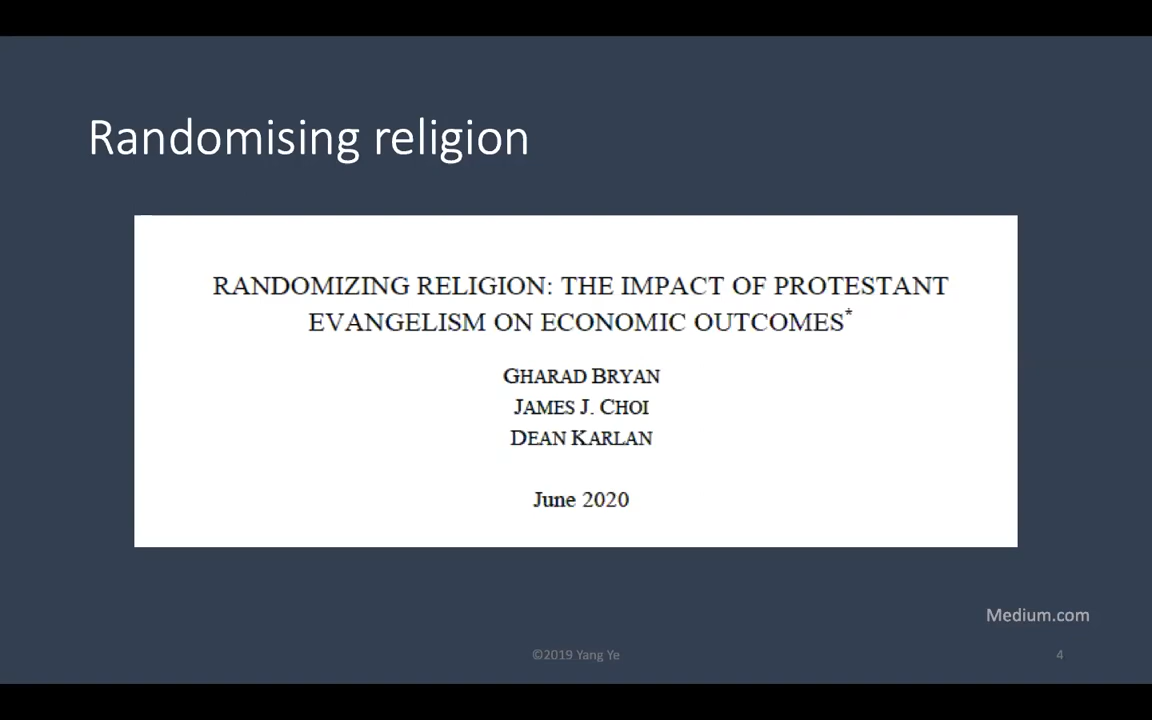 Randomising religion
RANDOMIZING RELIGION: THE IMPACT OF PROTESTANT
EVANGELISM ON ECONOMIC OUTCOMES*
GHARAD BRYAN
JAMES J. CHOI
DEAN KARLAN
June 2020
Medium.com
©2019 Yang Ye
4